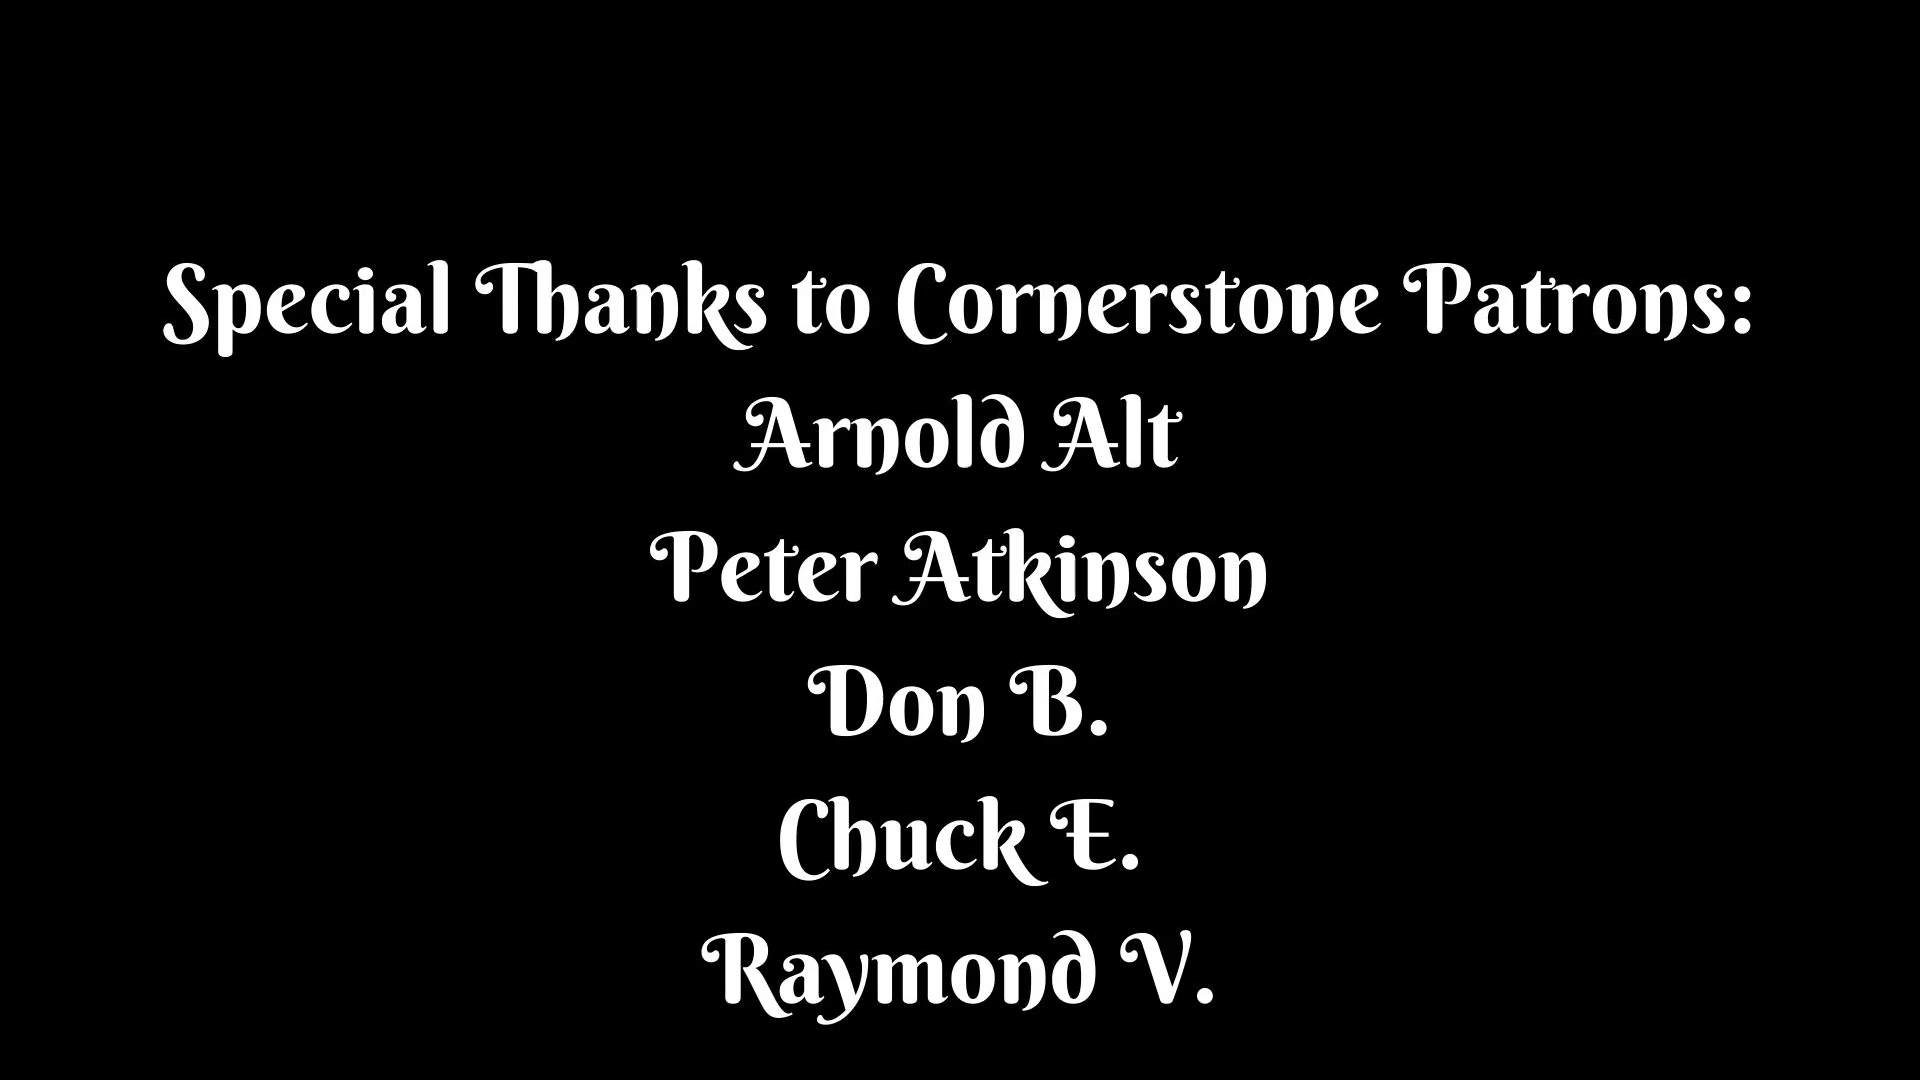 Special Thanks to Cornerstone Patrons:
Arnold Alt
Peter Atkinson
Don B.
Chuck E.
Raymond V.